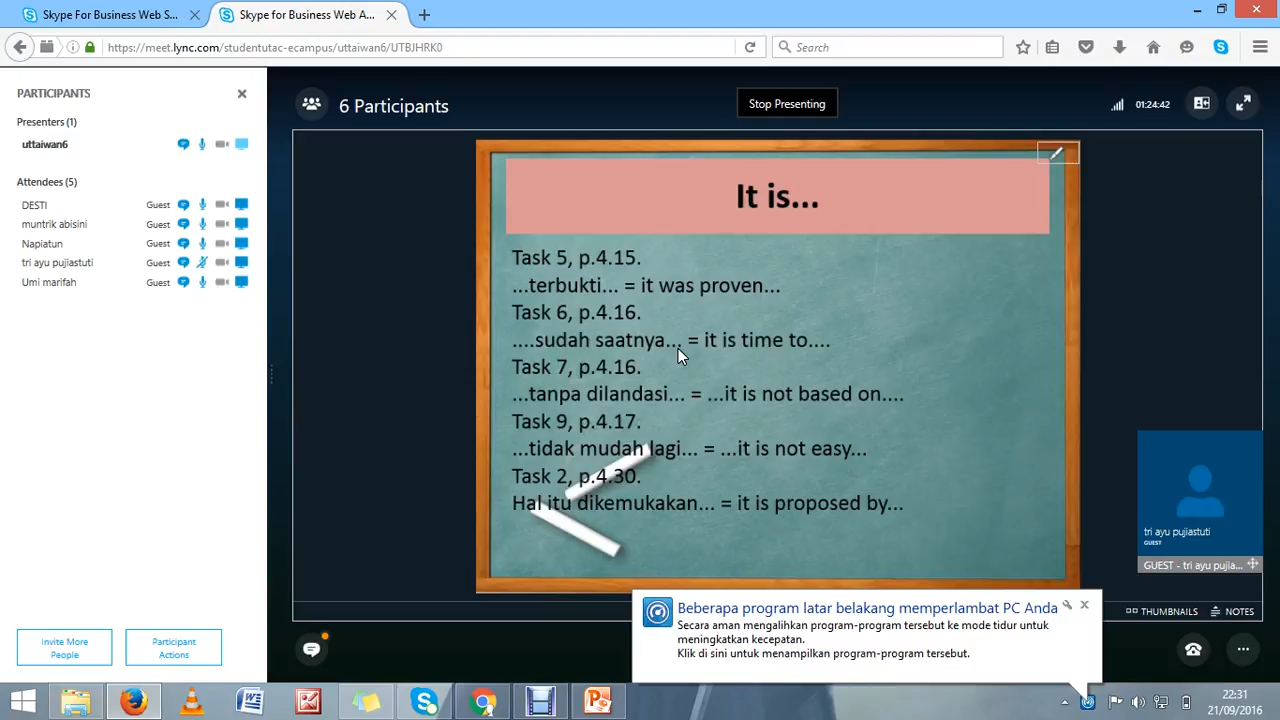 Skype For Business Web S...
Skype for Business Web A...
https://meet.lync.com/studentutac-ecampus/uttaiwan6/UTBJHRK0
Search
PARTICIPANTS
Presenters (1)
uttaiwan6
Attendees (5)
DESTI Guest
muntrik abisini Guest
Napiatun Guest
tri ayu pujiastuti Guest
Umi marifah Guest
Invite More
People
Participant
Actions
6 Participants
Stop Presenting
01:24:42
It is...
Task 5, p.4.15.
...terbukti... = it was proven...
Task 6, p.4.16.
....sudah saatnya... = it is time to....
Task 7, p.4.16.
...tanpa dilandasi... = ...it is not based on....
Task 9, p.4.17.
...tidak mudah lagi... = ...it is not easy...
Task 2, p.4.30.
Hal itu dikemukakan... = it is proposed by...
tri ayu pujiastuti
GUEST
GUEST - tri ayu pujia...
THUMBNAILS
NOTES
Beberapa program latar belakang memperlambat PC Anda
Secara aman mengalihkan program-program tersebut ke mode tidur untuk
meningkatkan kecepatan.
Klik di sini untuk menampilkan program-program tersebut.
22:31
21/09/2016